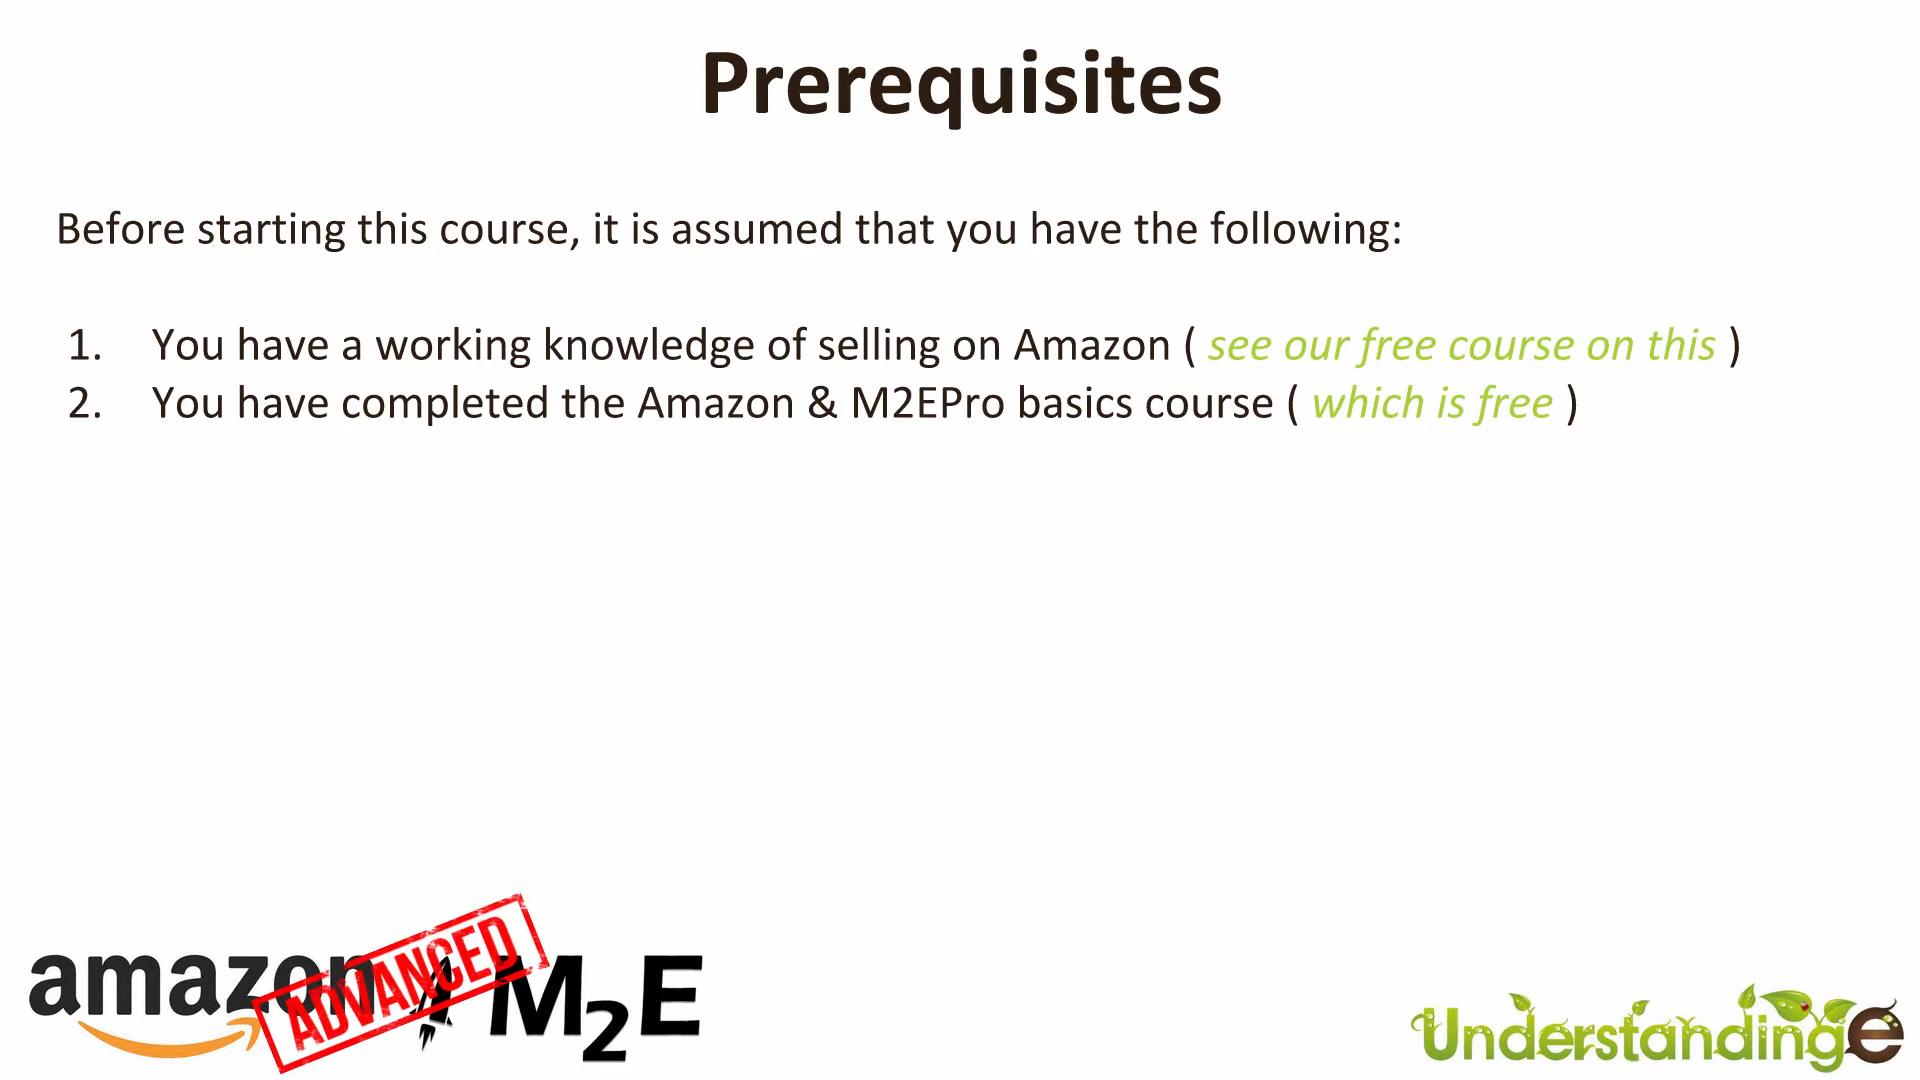 Prerequisites
Before starting this course, it is assumed that you have the following:
1. You have a working knowledge of selling on Amazon ( see our free course on this )
2. You have completed the Amazon & M2EPro basics course ( which is free )
amazon
ADVANCED
M2E
UnderstandingE